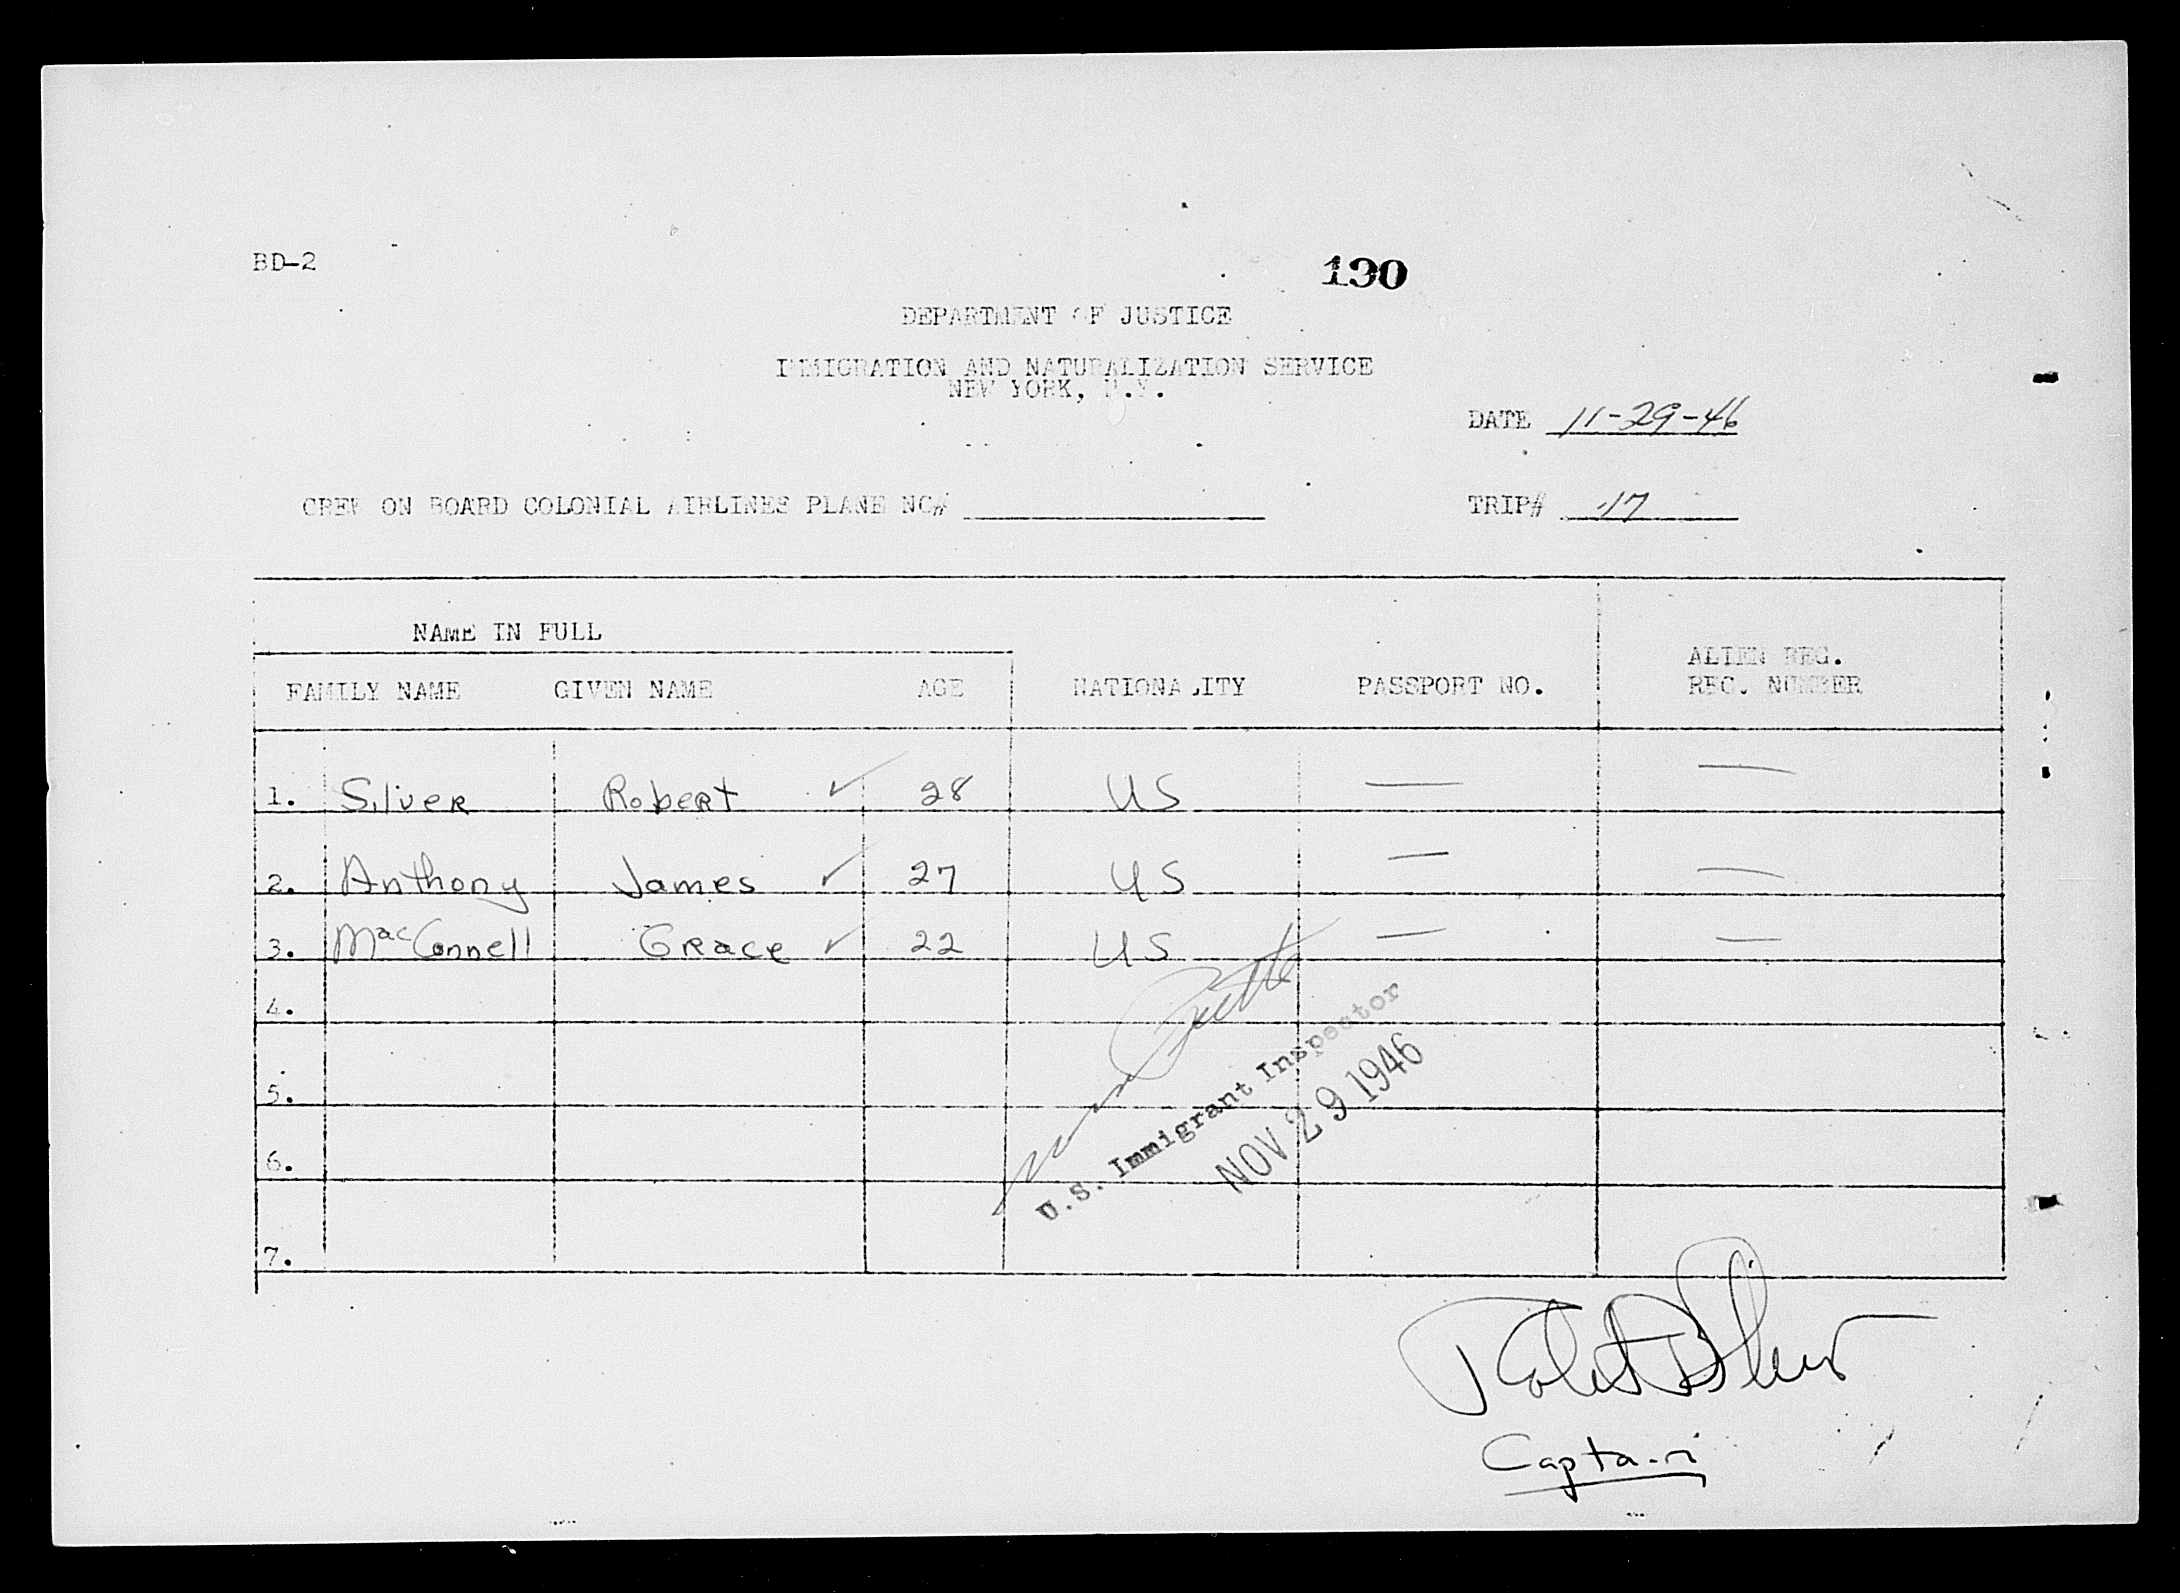 BD-2
130
DEPARTMENT OF JUSTICE
IMMIGRATION AND NATURALIZATION SERVICE
NEW YORK, N.Y.
DATE 11-29-46
CREW ON BOARD COLONIAL AIRLINES PLANE NO#
TRIP# 17
NAME IN FULL
FAMILY NAME GIVEN NAME AGE NATIONALITY PASSPORT NO. ALIEN REG.
REG. NUMBER
1. Silver Robert ✓ 28 US — —
2. Anthony James ✓ 27 US — —
3. MacConnell Grace ✓ 22 US — —
4.
5.
6.
7.
U.S. Immigrant Inspector
NOV 29 1946
Robert Silver
Captain